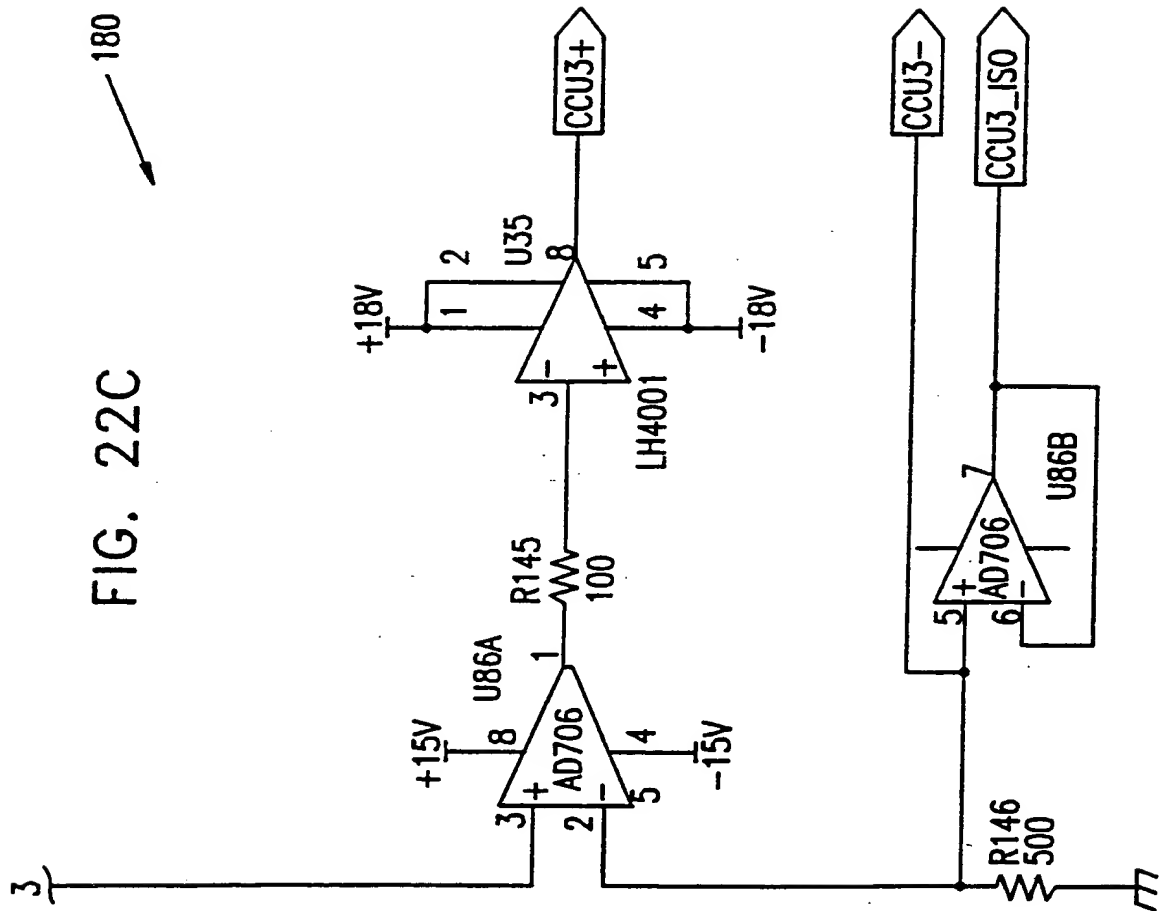 FIG. 22C
180
3
+15V
U86A
8
3
+
AD706
1
2
−
5
4
−15V
R145
100
+18V
1
2
U35
3
−
+
8
4
5
−18V
LH4001
CCU3+
CCU3−
CCU3_ISO
5
+
AD706
7
6
−
U86B
R146
500